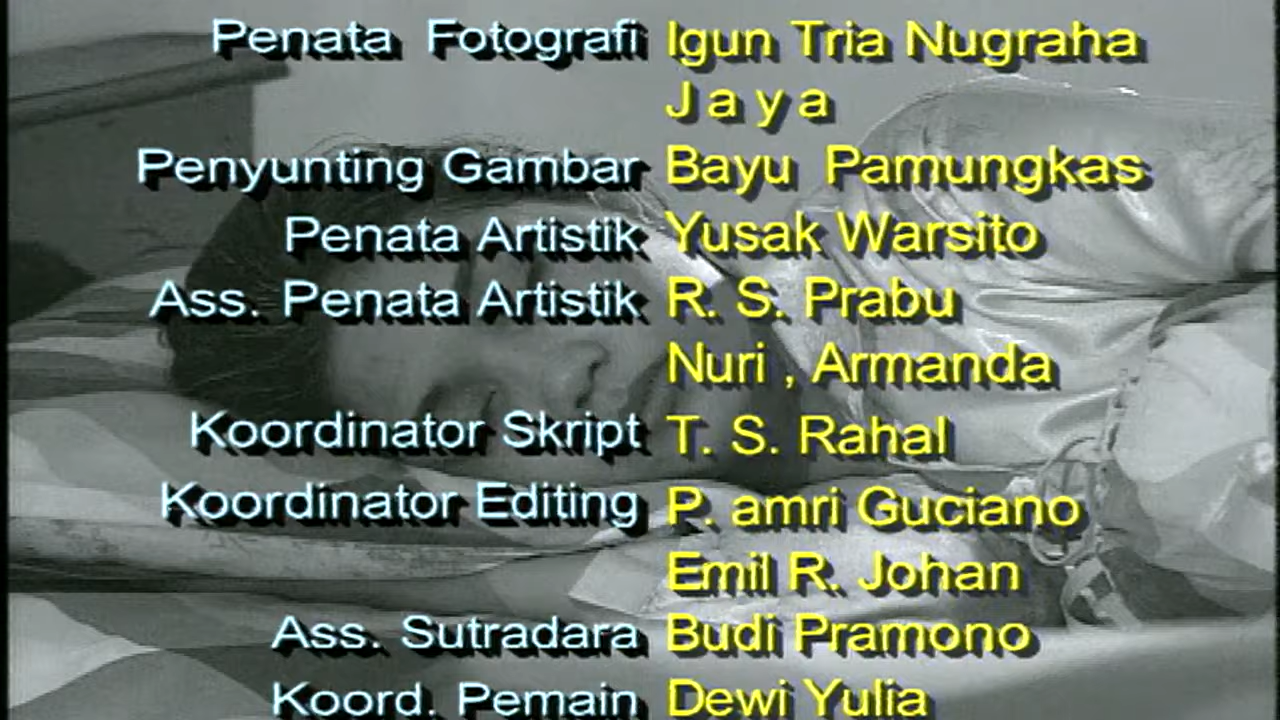 Penata Fotografi Igun Tria Nugraha
J a y a
Penyunting Gambar Bayu Pamungkas
Penata Artistik Yusak Warsito
Ass. Penata Artistik R. S. Prabu
Nuri , Armanda
Koordinator Skript T. S. Rahal
Koordinator Editing P. amri Guciano
Emil R. Johan
Ass. Sutradara Budi Pramono
Koord. Pemain Dewi Yulia